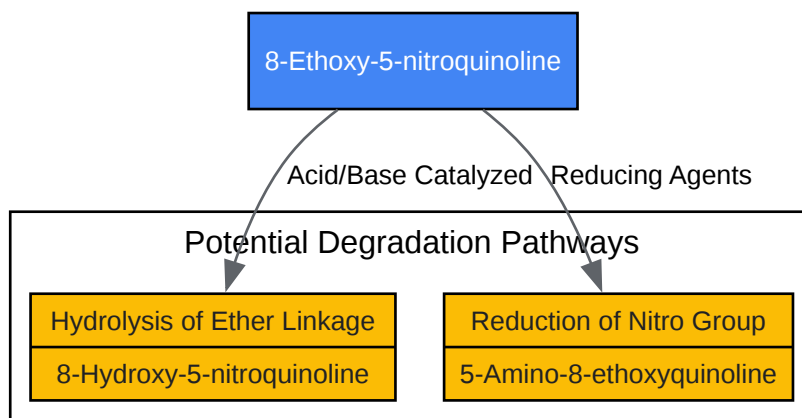 8-Ethoxy-5-nitroquinoline
Acid/Base Catalyzed
Reducing Agents
Potential Degradation Pathways
Hydrolysis of Ether Linkage
8-Hydroxy-5-nitroquinoline
Reduction of Nitro Group
5-Amino-8-ethoxyquinoline